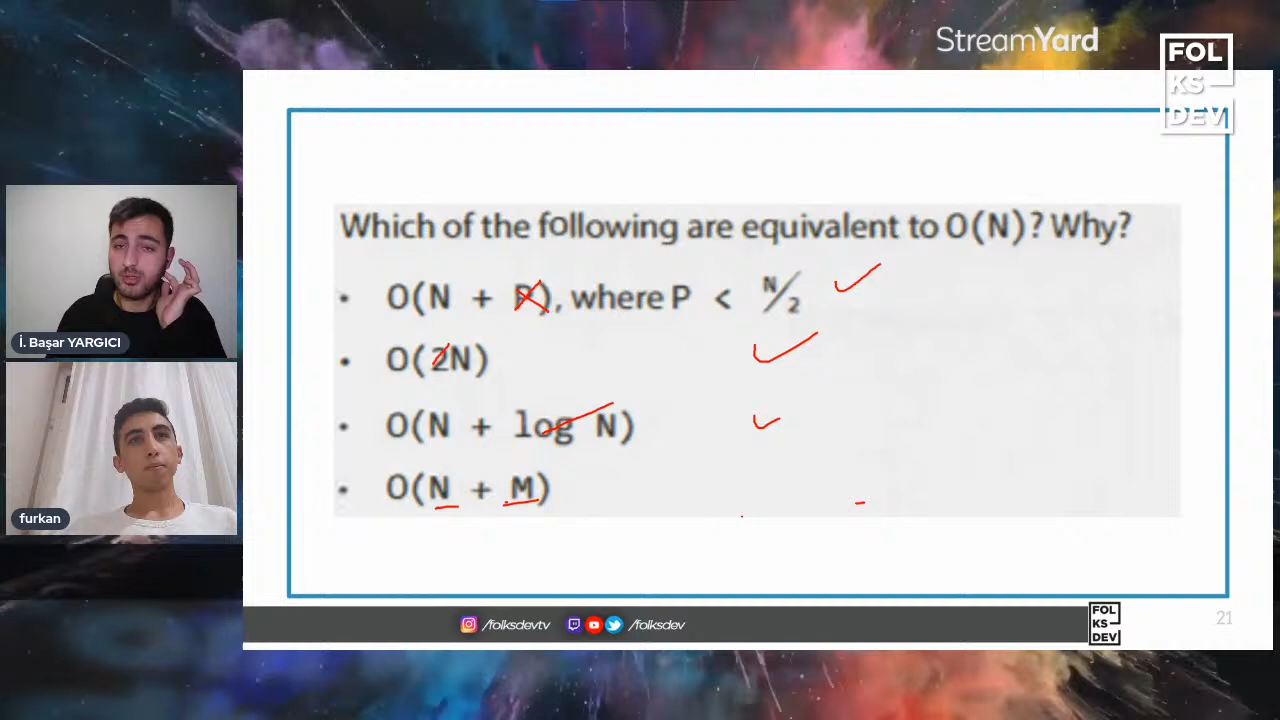 StreamYard
FOL
KS
DEV
Which of the following are equivalent to O(N)? Why?
• O(N + P), where P < N/2
• O(2N)
• O(N + log N)
• O(N + M)
İ. Başar YARGICI
furkan
/folksdevtv
/folksdev
FOL
KS
DEV
21